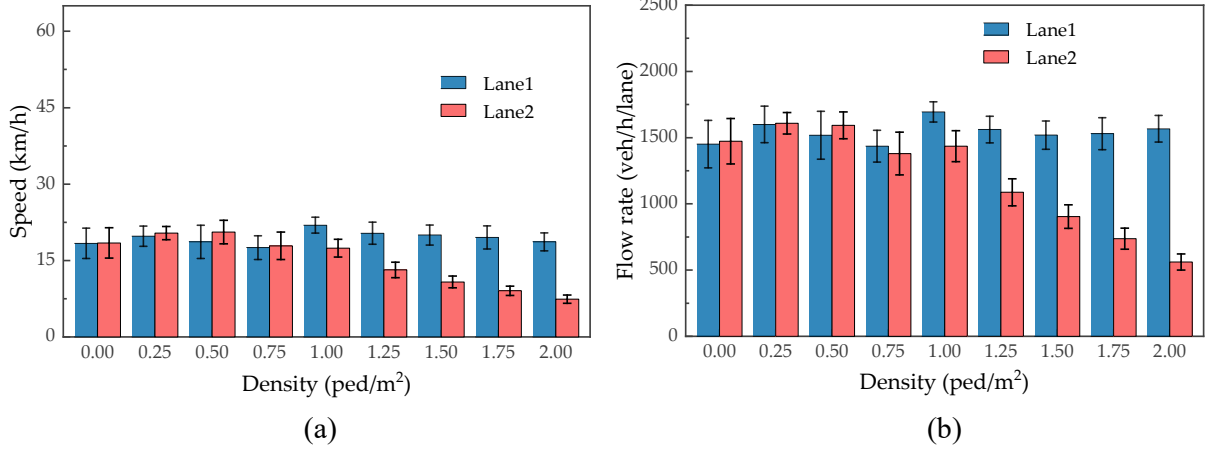 60
45
30
15
0
Speed (km/h)
Lane1
Lane2
0.00 0.25 0.50 0.75 1.00 1.25 1.50 1.75 2.00
Density (ped/m²)
(a)
2500
2000
1500
1000
500
0
Flow rate (veh/h/lane)
Lane1
Lane2
0.00 0.25 0.50 0.75 1.00 1.25 1.50 1.75 2.00
Density (ped/m²)
(b)